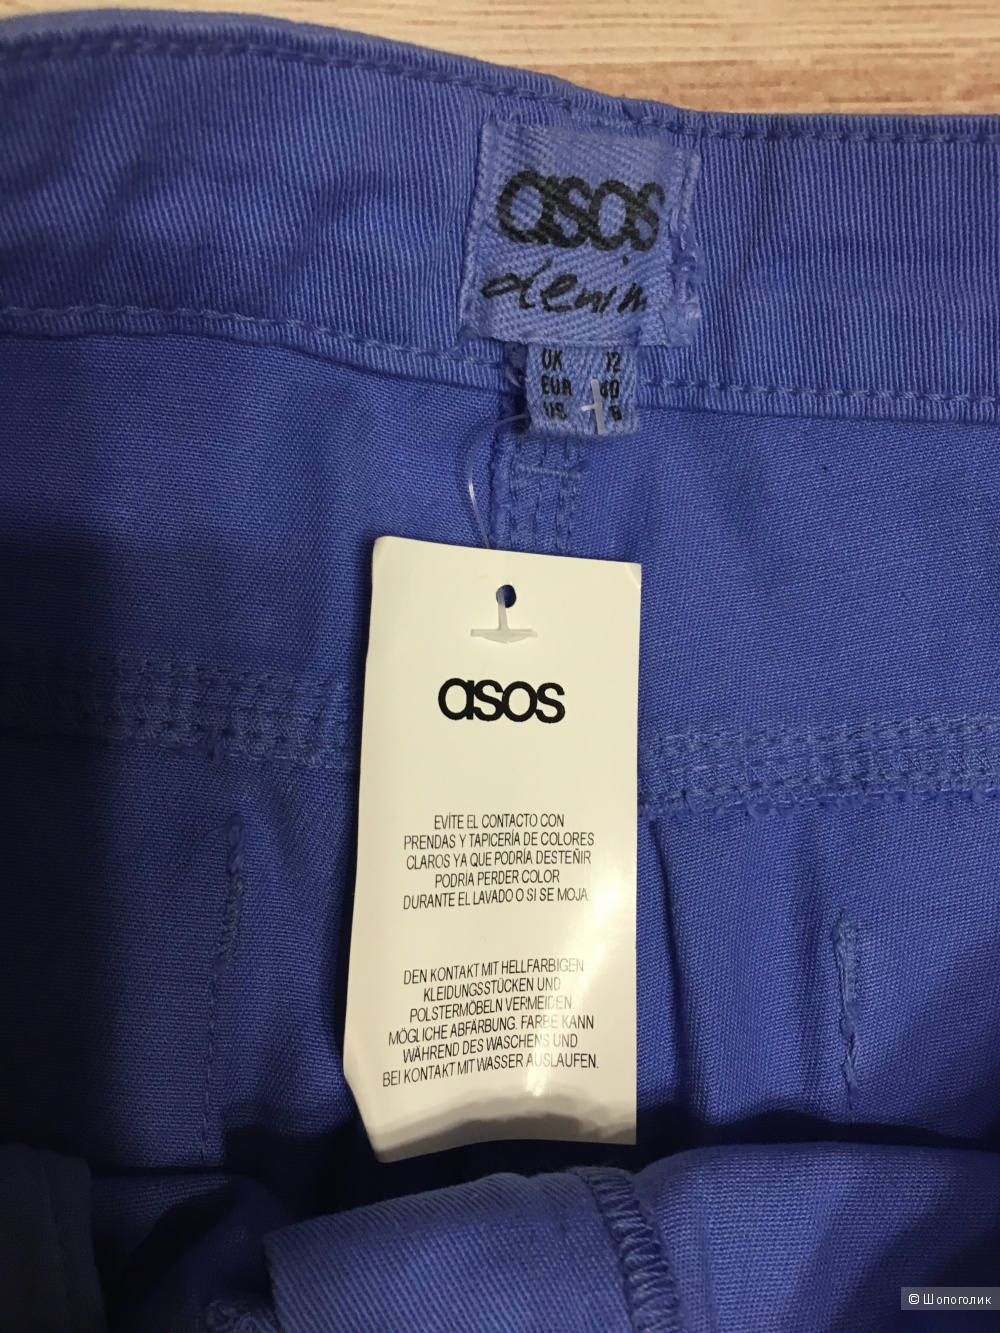 asos
denim
UK 12
EUR 40
US 8
asos
EVÍTE EL CONTACTO CON
PRENDAS Y TAPICERÍA DE COLORES
CLAROS YA QUE PODRÍA DESTEÑIR
PODRÍA PERDER COLOR
DURANTE EL LAVADO O SI SE MOJA
DEN KONTAKT MIT HELLFARBIGEN
KLEIDUNGSSTÜCKEN UND
POLSTERMÖBELN VERMEIDEN
MÖGLICHE ABFÄRBUNG. FARBE KANN
WÄHREND DES WASCHENS UND
BEI KONTAKT MIT WASSER AUSLAUFEN.
© Шопоголик